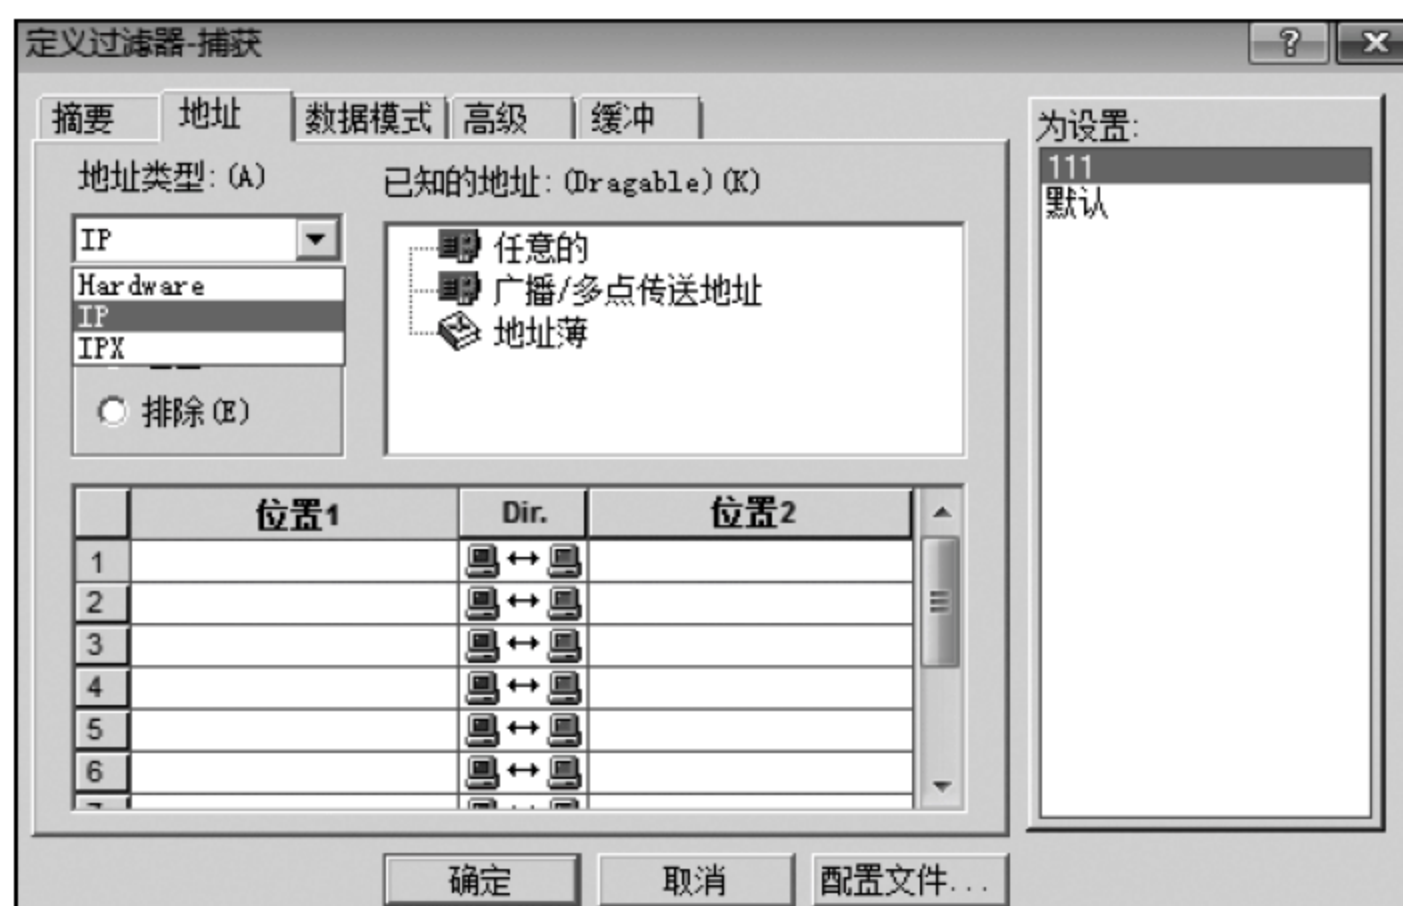 定义过滤器-捕获
摘要 地址 数据模式 高级 缓冲
为设置:
地址类型: (A)
已知的地址: (Dragable) (K)
111
默认
IP
Hardware
IP
IPX
任意的
广播/多点传送地址
地址薄
排除(E)
位置1 Dir. 位置2
1
2
3
4
5
6
确定 取消 配置文件...